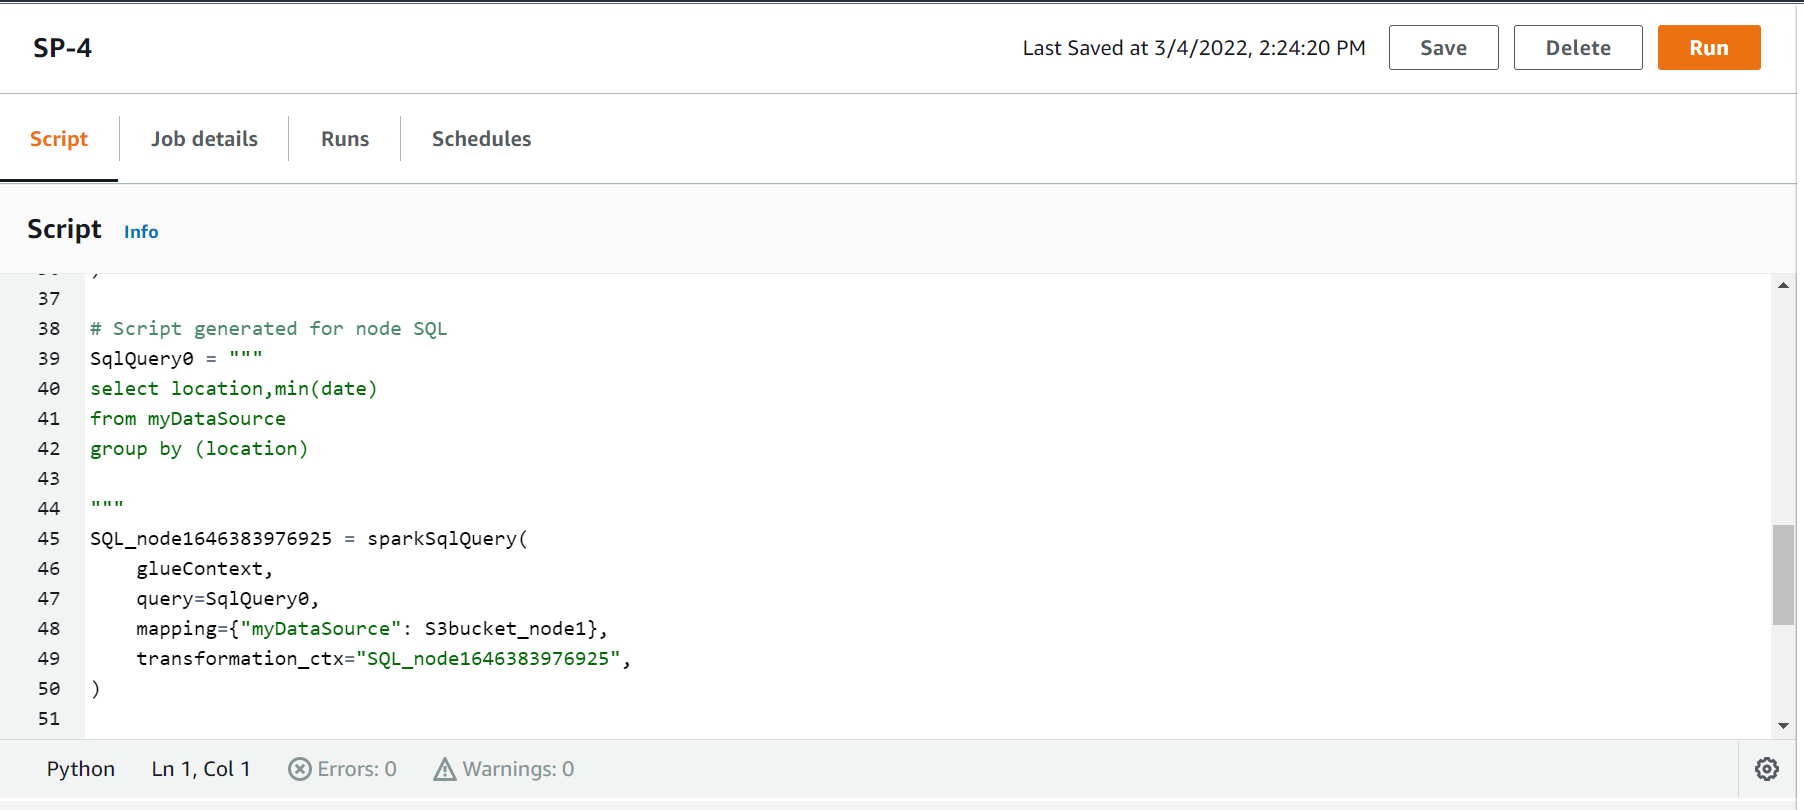 SP-4
Last Saved at 3/4/2022, 2:24:20 PM
Save
Delete
Run
Script
Job details
Runs
Schedules
Script Info
37
38 # Script generated for node SQL
39 SqlQuery0 = """
40 select location,min(date)
41 from myDataSource
42 group by (location)
43
44 """
45 SQL_node1646383976925 = sparkSqlQuery(
46     glueContext,
47     query=SqlQuery0,
48     mapping={"myDataSource": S3bucket_node1},
49     transformation_ctx="SQL_node1646383976925",
50 )
51
Python Ln 1, Col 1 Errors: 0 Warnings: 0